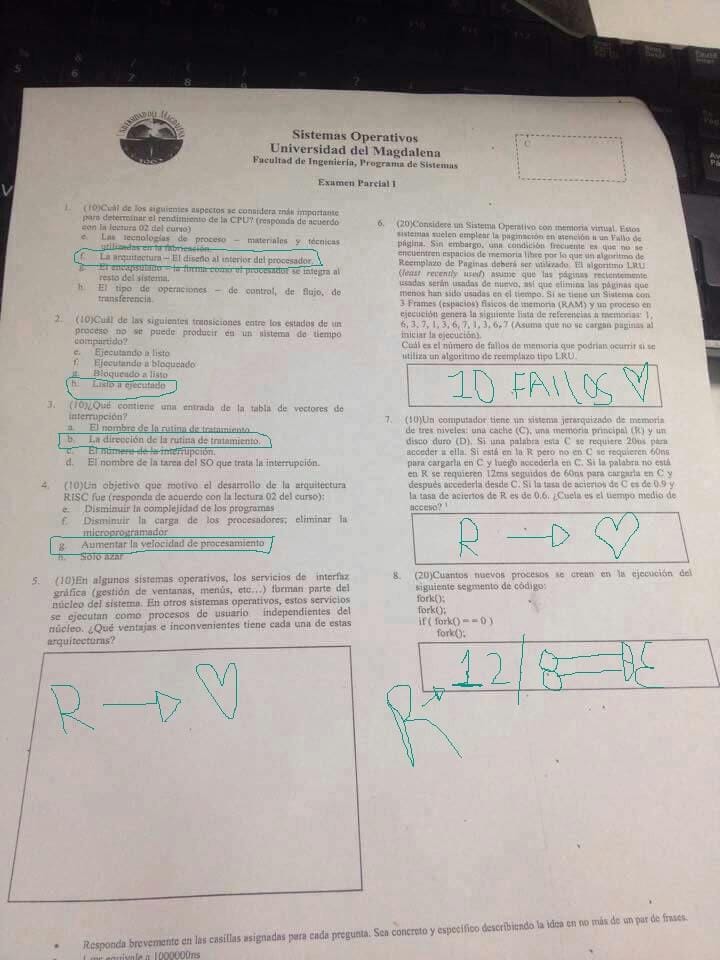 UNIVERSIDAD DEL MAGDALENA
Sistemas Operativos
Universidad del Magdalena
Facultad de Ingeniería, Programa de Sistemas
Examen Parcial I
C
1. (10)Cuál de los siguientes aspectos se considera más importante
para determinar el rendimiento de la CPU? (responda de acuerdo
con la lectura 02 del curso)
e. Las tecnologías de proceso – materiales y técnicas
utilizadas en la fabricación.
f. La arquitectura – El diseño al interior del procesador.
g. El encapsulado – la forma como el procesador se integra al
resto del sistema.
h. El tipo de operaciones – de control, de flujo, de
transferencia.
2. (10)Cuál de las siguientes transiciones entre los estados de un
proceso no se puede producir en un sistema de tiempo
compartido?
e. Ejecutando a listo
f. Ejecutando a bloqueado
g. Bloqueado a listo
h. Listo a ejecutado
3. (10)¿Qué contiene una entrada de la tabla de vectores de
interrupción?
a. El nombre de la rutina de tratamiento
b. La dirección de la rutina de tratamiento.
c. El número de la interrupción.
d. El nombre de la tarea del SO que trata la interrupción.
4. (10)Un objetivo que motivo el desarrollo de la arquitectura
RISC fue (responda de acuerdo con la lectura 02 del curso):
e. Disminuir la complejidad de los programas
f. Disminuir la carga de los procesadores; eliminar la
microprogramador
g. Aumentar la velocidad de procesamiento
h. Solo azar
5. (10)En algunos sistemas operativos, los servicios de interfaz
gráfica (gestión de ventanas, menús, etc...) forman parte del
núcleo del sistema. En otros sistemas operativos, estos servicios
se ejecutan como procesos de usuario independientes del
núcleo. ¿Qué ventajas e inconvenientes tiene cada una de estas
arquitecturas?
R
6. (20)Considere un Sistema Operativo con memoria virtual. Estos
sistemas suelen emplear la paginación en atención a un Fallo de
página. Sin embargo, una condición frecuente es que no se
encuentren espacios de memoria libre por lo que un algoritmo de
Reemplazo de Paginas deberá ser utilizado. El algoritmo LRU
(least recently used) asume que las páginas recientemente
usadas serán usadas de nuevo, así que elimina las páginas que
menos han sido usadas en el tiempo. Si se tiene un Sistema con
3 Frames (espacios) físicos de memoria (RAM) y un proceso en
ejecución genera la siguiente lista de referencias a memorias: 1,
6, 3, 7, 1, 3, 6, 7, 1, 3, 6, 7 (Asuma que no se cargan paginas al
iniciar la ejecución).
Cuál es el número de fallos de memoria que podrían ocurrir si se
utiliza un algoritmo de reemplazo tipo LRU.
10 FALLOS
7. (10)Un computador tiene un sistema jerarquizado de memoria
de tres niveles: una cache (C), una memoria principal (R) y un
disco duro (D). Si una palabra esta C se requiere 20ns para
acceder a ella. Si está en la R pero no en C se requieren 60ns
para cargarla en C y luego accederla en C. Si la palabra no está
en R se requieren 12ms seguidos de 60ns para cargarla en C y
después accederla desde C. Si la tasa de aciertos de C es de 0.9 y
la tasa de aciertos de R es de 0.6. ¿Cuela es el tiempo medio de
acceso? 1
R
8. (20)Cuantos nuevos procesos se crean en la ejecución del
siguiente segmento de código:
fork();
fork();
if ( fork() = = 0 )
fork();
R 12/8
• Responda brevemente en las casillas asignadas para cada pregunta. Sea concreto y específico describiendo la idea en no más de un par de frases.
equivale a 1000000ns